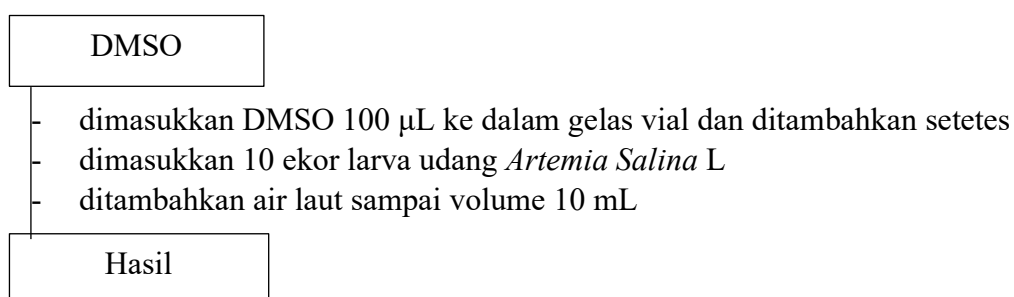 DMSO
- dimasukkan DMSO 100 µL ke dalam gelas vial dan ditambahkan setetes
- dimasukkan 10 ekor larva udang Artemia Salina L
- ditambahkan air laut sampai volume 10 mL
Hasil